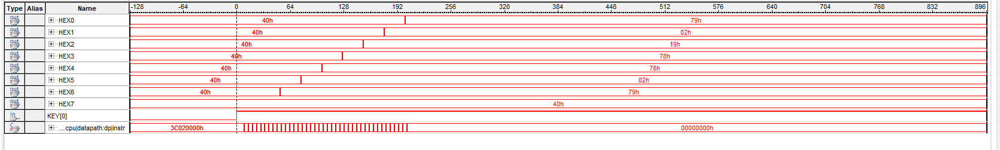 Type Alias Name -128 -64 0 64 128 192 256 320 384 448 512 576 640 704 768 832 896
out HEX0 40h 79h
out HEX1 40h 02h
out HEX2 40h 19h
out HEX3 40h 78h
out HEX4 40h 78h
out HEX5 40h 02h
out HEX6 40h 79h
out HEX7 40h
in KEY[0]
C ...cpu|datapath:dp|instr 3C020000h 00000000h